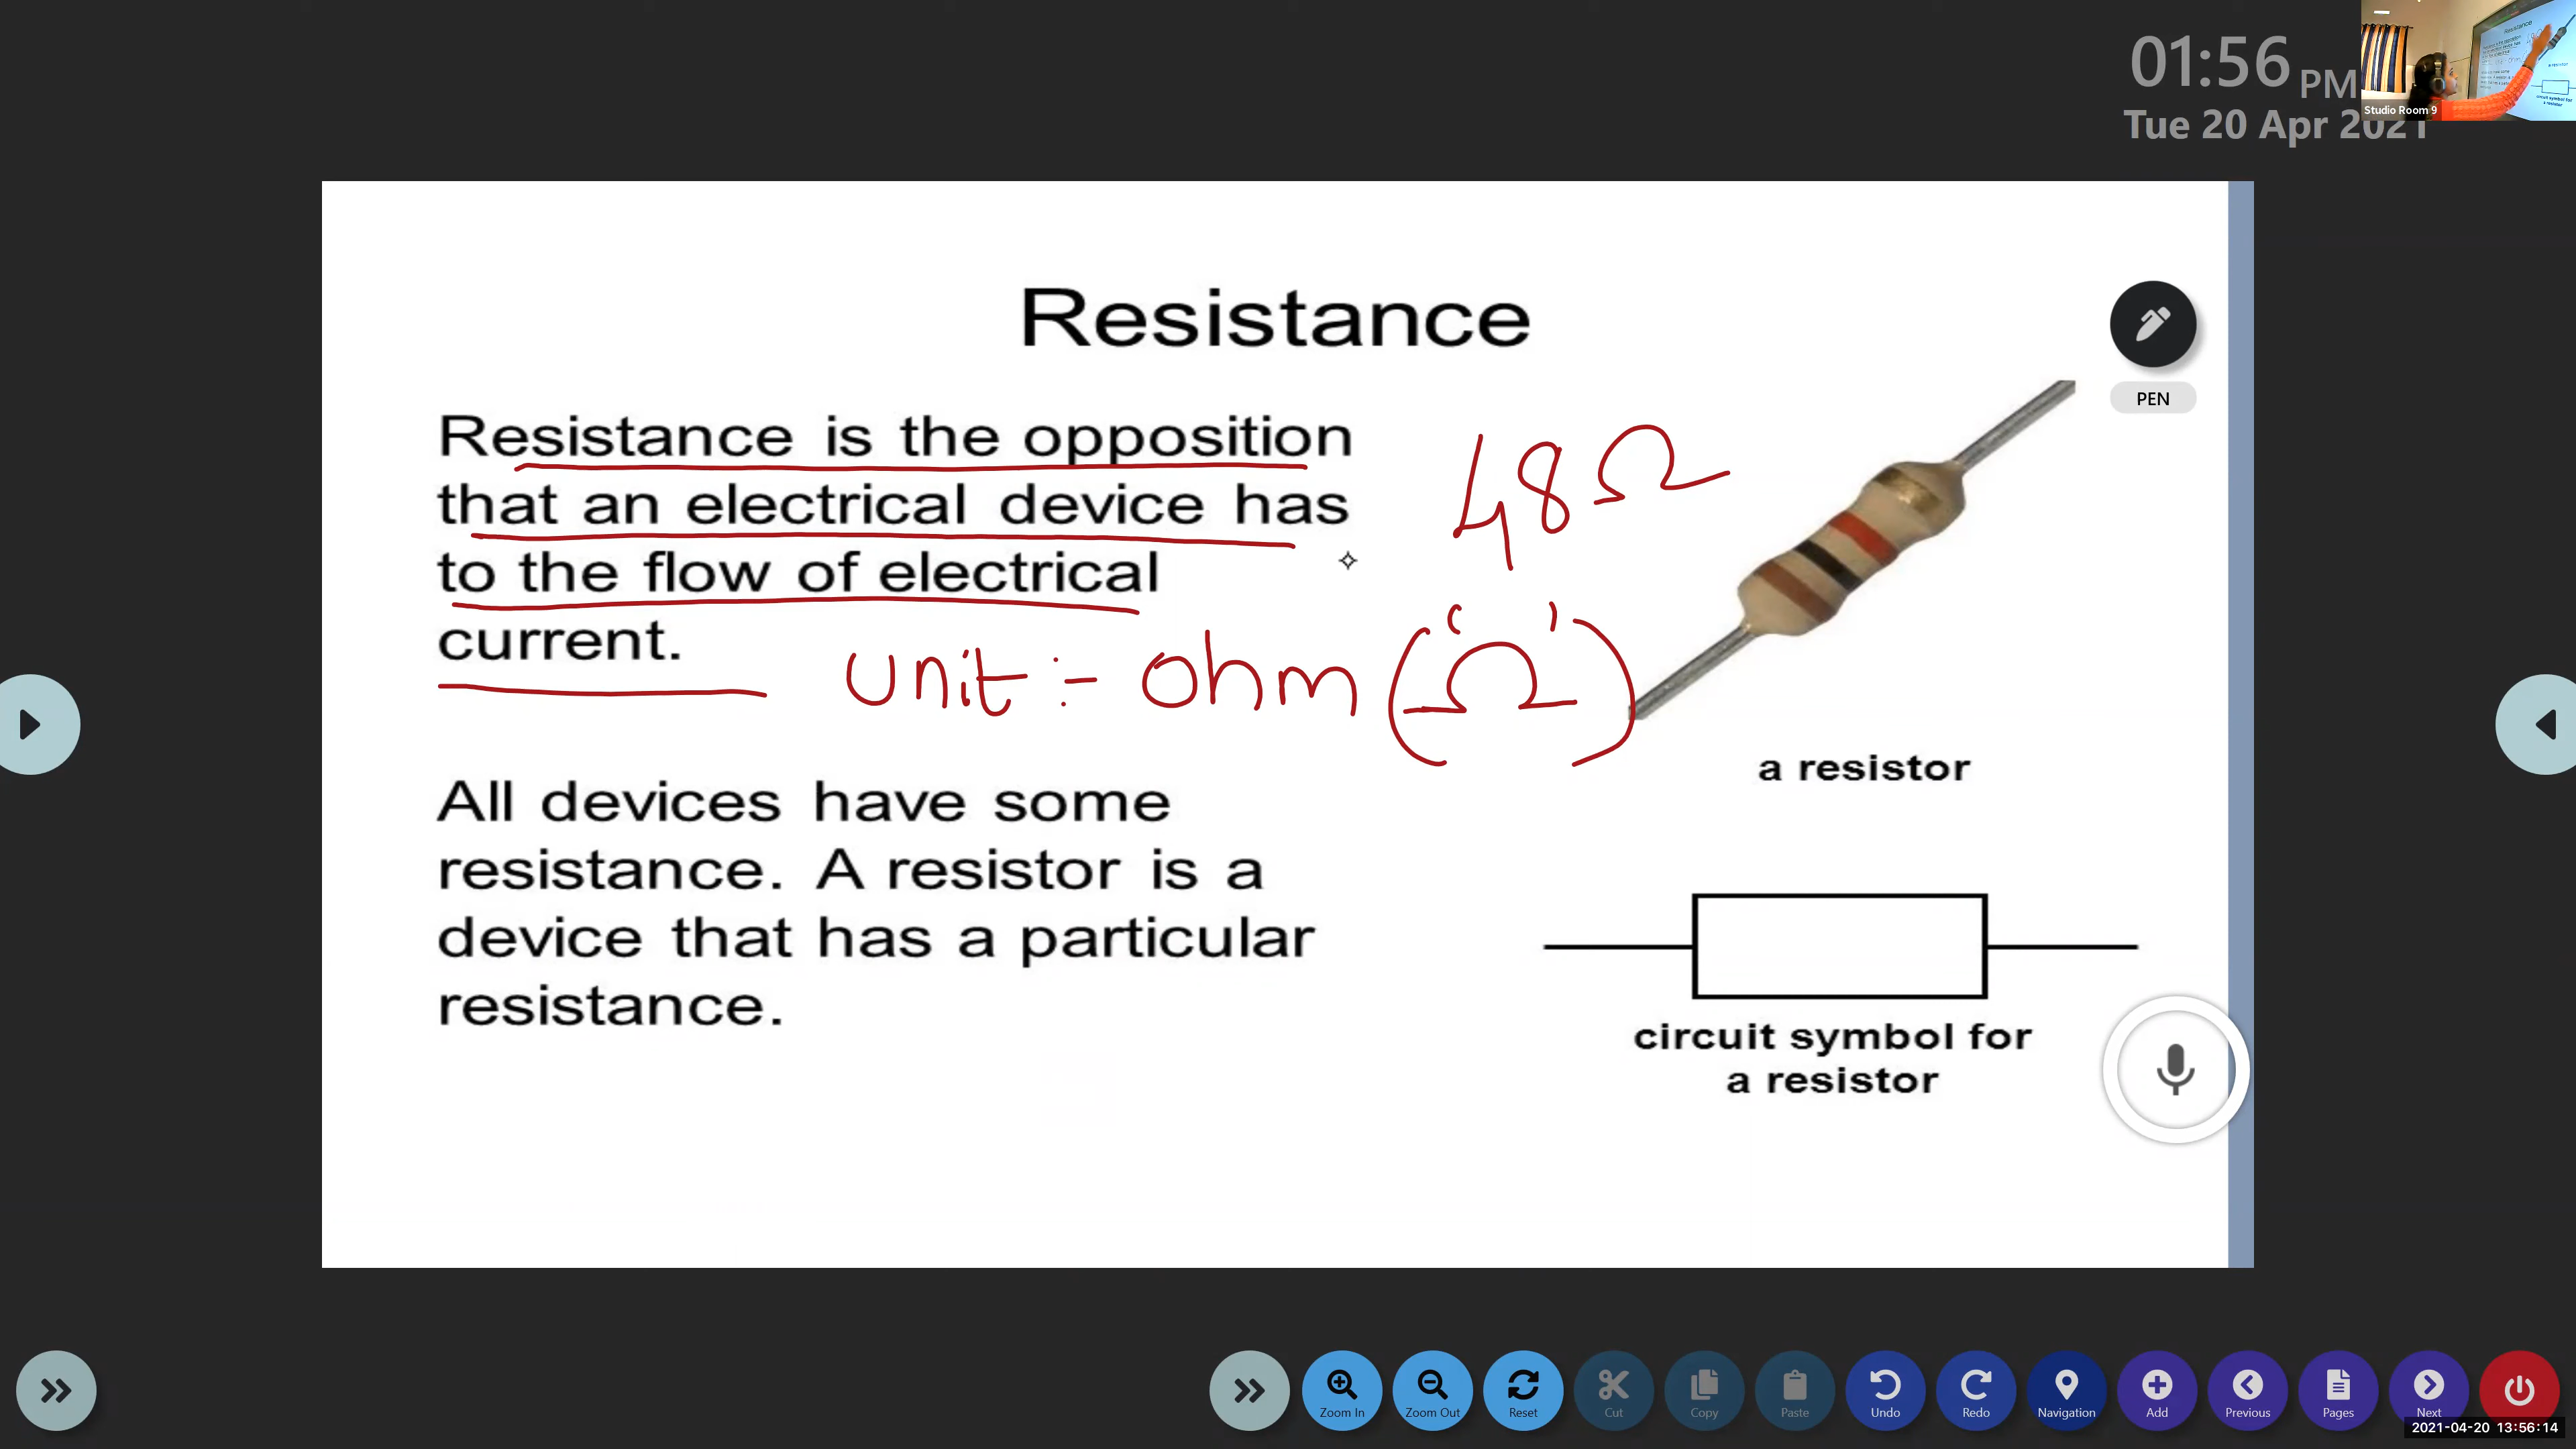 01:56 PM
Tue 20 Apr 2021
Studio Room 9
Resistance
PEN
Resistance is the opposition
that an electrical device has
to the flow of electrical
current.
48Ω
unit :- ohm ('Ω')
a resistor
All devices have some
resistance. A resistor is a
device that has a particular
resistance.
circuit symbol for
a resistor
Zoom In
Zoom Out
Reset
Cut
Copy
Paste
Undo
Redo
Navigation
Add
Previous
Pages
Next
2021-04-20 13:56:14